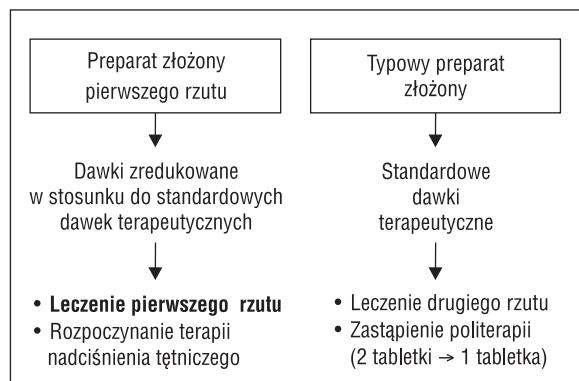 Preparat złożony
pierwszego rzutu
Dawki zredukowane
w stosunku do standardowych
dawek terapeutycznych
• Leczenie pierwszego rzutu
• Rozpoczynanie terapii
nadciśnienia tętniczego
Typowy preparat
złożony
Standardowe
dawki
terapeutyczne
• Leczenie drugiego rzutu
• Zastąpienie politerapii
(2 tabletki → 1 tabletka)